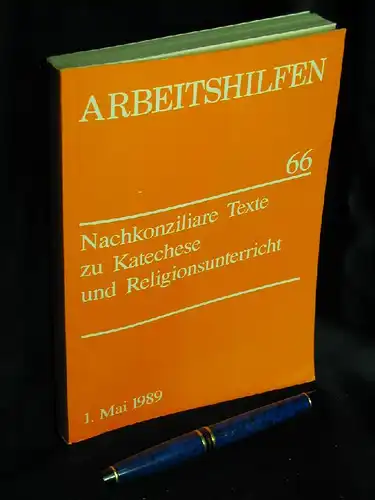 ARBEITSHILFEN
66
Nachkonziliare Texte
zu Katechese
und Religionsunterricht
1. Mai 1989